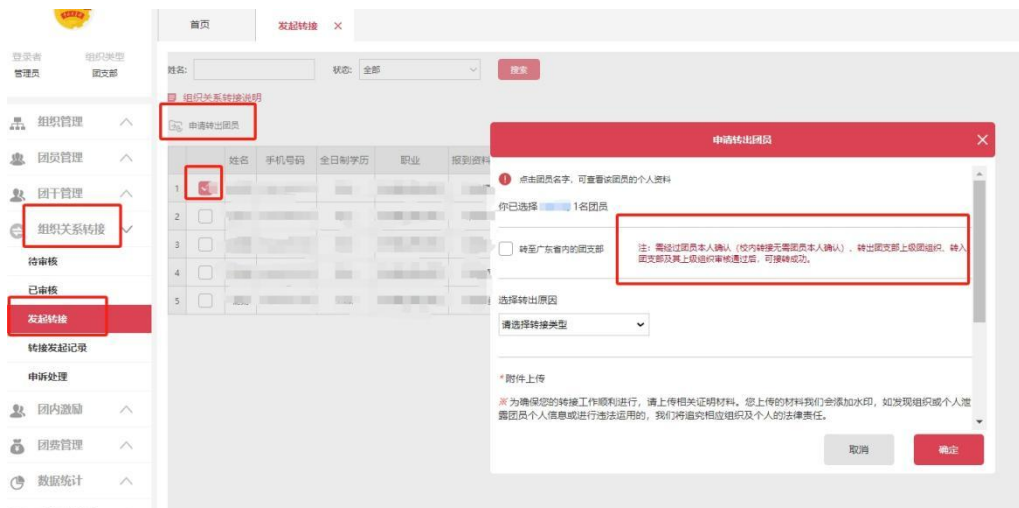 首页
发起转接 ×
登录者 组织类型
管理员 团支部
姓名:
状态: 全部
搜索
组织关系转接说明
申请转出团员
组织管理
团员管理
团干管理
组织关系转接
待审核
已审核
发起转接
转接发起记录
申诉处理
团内激励
团费管理
数据统计
姓名 手机号码 全日制学历 职业 报到资料
1
2
3
4
5
申请转出团员
点击团员名字,可查看该团员的个人资料
你已选择 1名团员
转至广东省内的团支部
注:需经过团员本人确认(校内转接无需团员本人确认)、转出团支部上级团组织、转入
团支部及其上级组织审核通过后,可接转成功。
选择转出原因
请选择转接类型
*附件上传
※为确保您的转接工作顺利进行,请上传相关证明材料。您上传的材料我们会添加水印,如发现组织或个人泄
露团员个人信息或进行违法运用的,我们将追究相应组织及个人的法律责任。
取消
确定